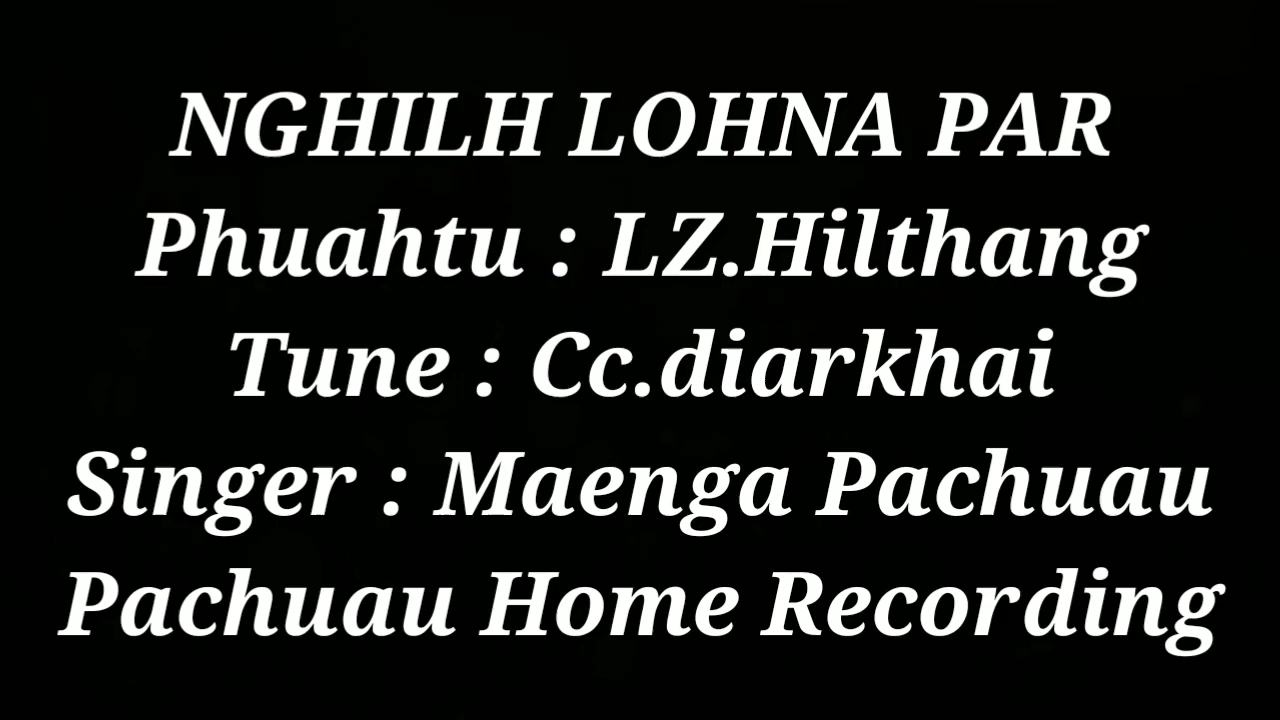 NGHILH LOHNA PAR
Phuahtu : LZ.Hilthang
Tune : Cc.diarkhai
Singer : Maenga Pachuau
Pachuau Home Recording